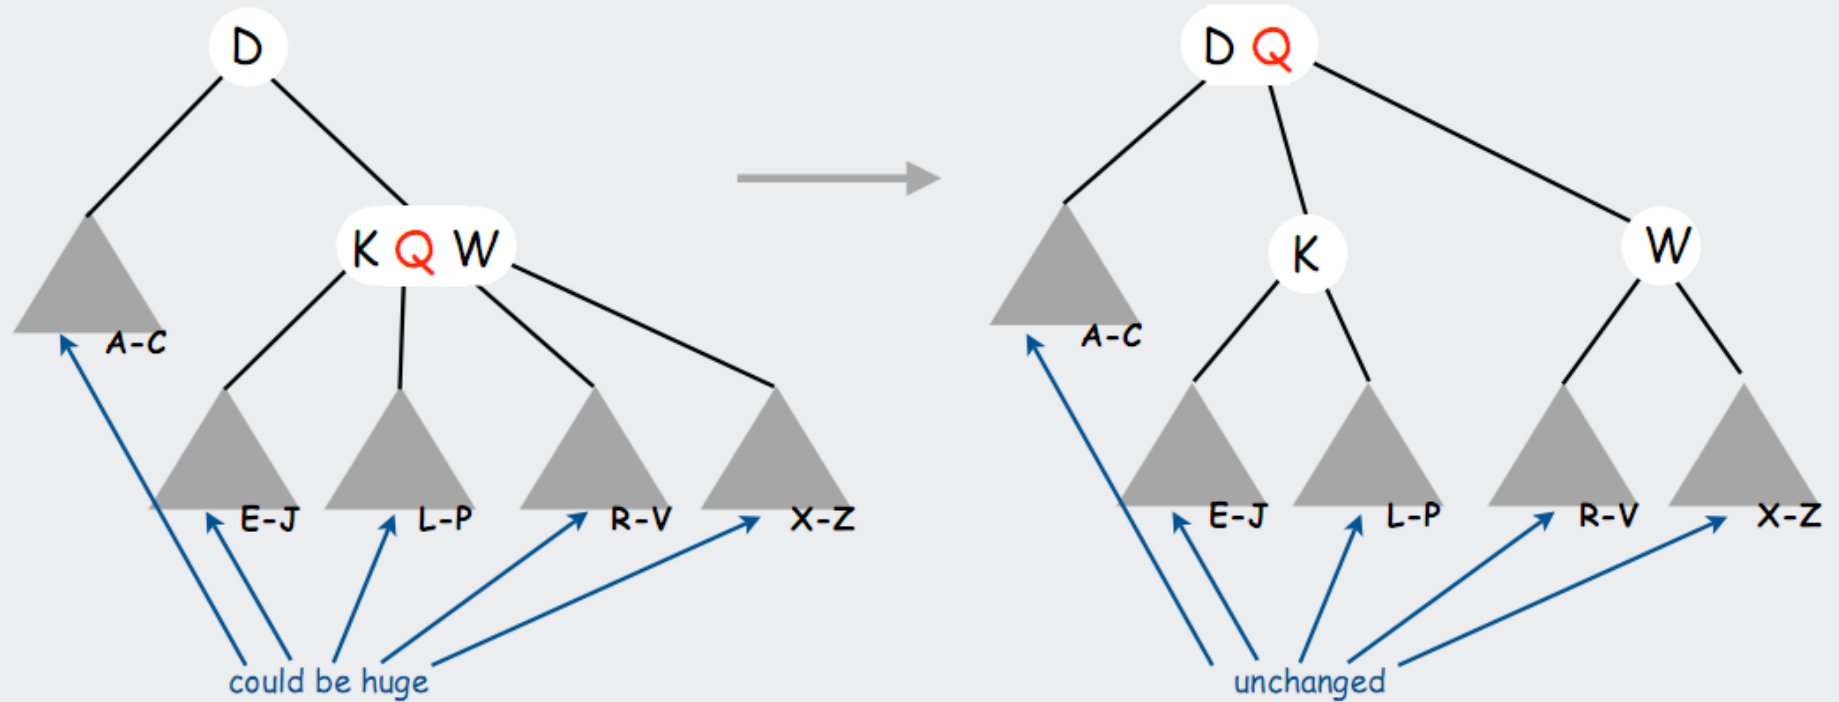 D
K Q W
A-C
E-J
L-P
R-V
X-Z
could be huge
D Q
K
W
A-C
E-J
L-P
R-V
X-Z
unchanged